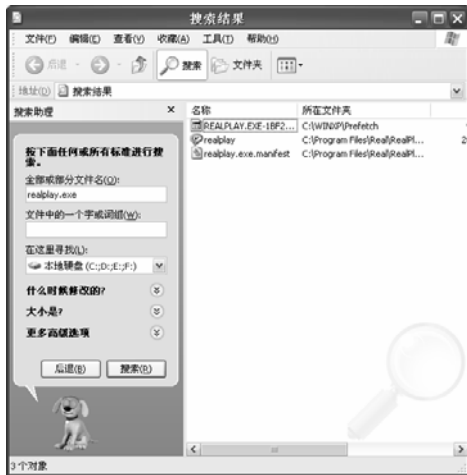 搜索结果
文件(F) 编辑(E) 查看(V) 收藏(A) 工具(T) 帮助(H)
后退 搜索 文件夹
地址(D) 搜索结果
搜索助理
名称 所在文件夹
REALPLAY.EXE-1BF2... C:\WINXP\Prefetch
realplay C:\Program Files\Real\RealPl... 2
realplay.exe.manifest C:\Program Files\Real\RealPl...
按下面任何或所有标准进行搜索。
全部或部分文件名(O):
realplay.exe
文件中的一个字或词组(W):
在这里寻找(L):
本地硬盘 (C:;D:;E:;F:)
什么时候修改的?
大小是?
更多高级选项
后退(B) 搜索(R)
3 个对象